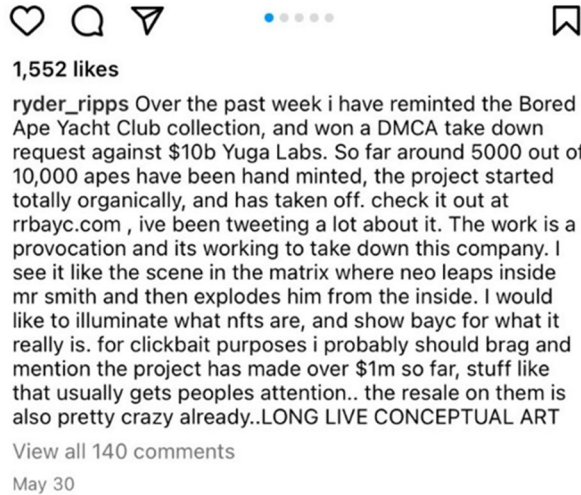 1,552 likes
ryder_ripps Over the past week i have reminted the Bored
Ape Yacht Club collection, and won a DMCA take down
request against $10b Yuga Labs. So far around 5000 out of
10,000 apes have been hand minted, the project started
totally organically, and has taken off. check it out at
rrbayc.com , ive been tweeting a lot about it. The work is a
provocation and its working to take down this company. I
see it like the scene in the matrix where neo leaps inside
mr smith and then explodes him from the inside. I would
like to illuminate what nfts are, and show bayc for what it
really is. for clickbait purposes i probably should brag and
mention the project has made over $1m so far, stuff like
that usually gets peoples attention.. the resale on them is
also pretty crazy already..LONG LIVE CONCEPTUAL ART
View all 140 comments
May 30